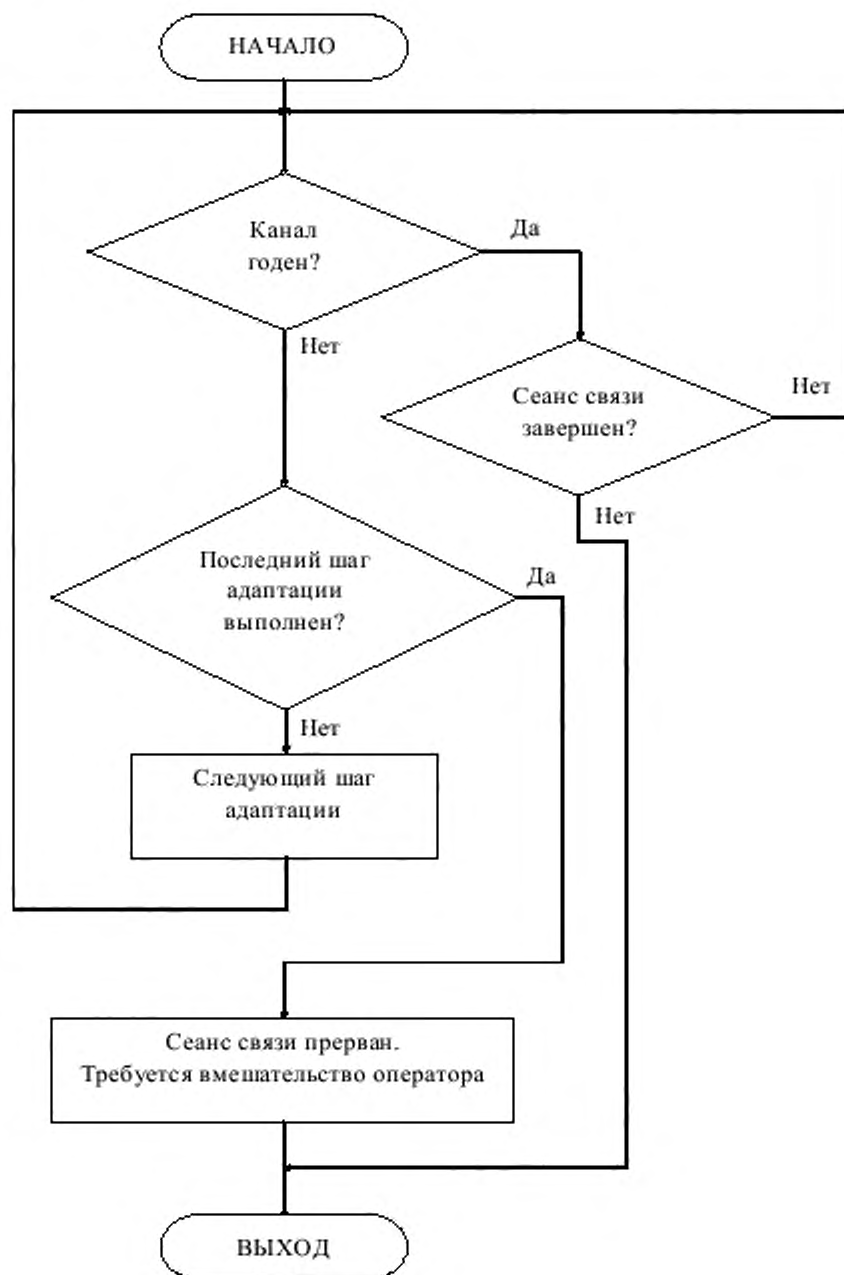 НАЧАЛО
Канал
годен?
Да
Нет
Сеанс связи
завершен?
Нет
Нет
Последний шаг
адаптации
выполнен?
Да
Нет
Следующий шаг
адаптации
Сеанс связи прерван.
Требуется вмешательство оператора
ВЫХОД